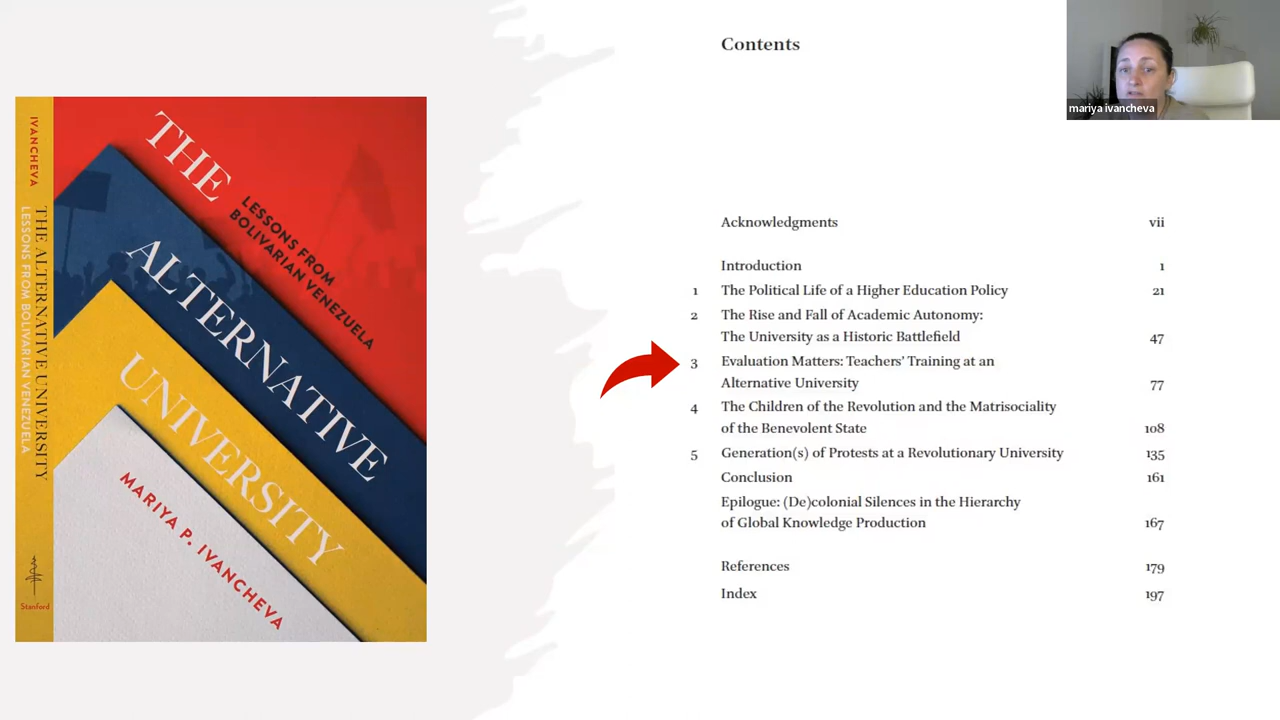 IVANCHEVA
THE ALTERNATIVE UNIVERSITY
LESSONS FROM BOLIVARIAN VENEZUELA
Stanford
THE
LESSONS FROM
BOLIVARIAN VENEZUELA
ALTERNATIVE
UNIVERSITY
MARIYA P. IVANCHEVA
Contents
Acknowledgments vii
Introduction 1
1 The Political Life of a Higher Education Policy 21
2 The Rise and Fall of Academic Autonomy:
The University as a Historic Battlefield 47
3 Evaluation Matters: Teachers’ Training at an
Alternative University 77
4 The Children of the Revolution and the Matrisociality
of the Benevolent State 108
5 Generation(s) of Protests at a Revolutionary University 135
Conclusion 161
Epilogue: (De)colonial Silences in the Hierarchy
of Global Knowledge Production 167
References 179
Index 197
mariya ivancheva